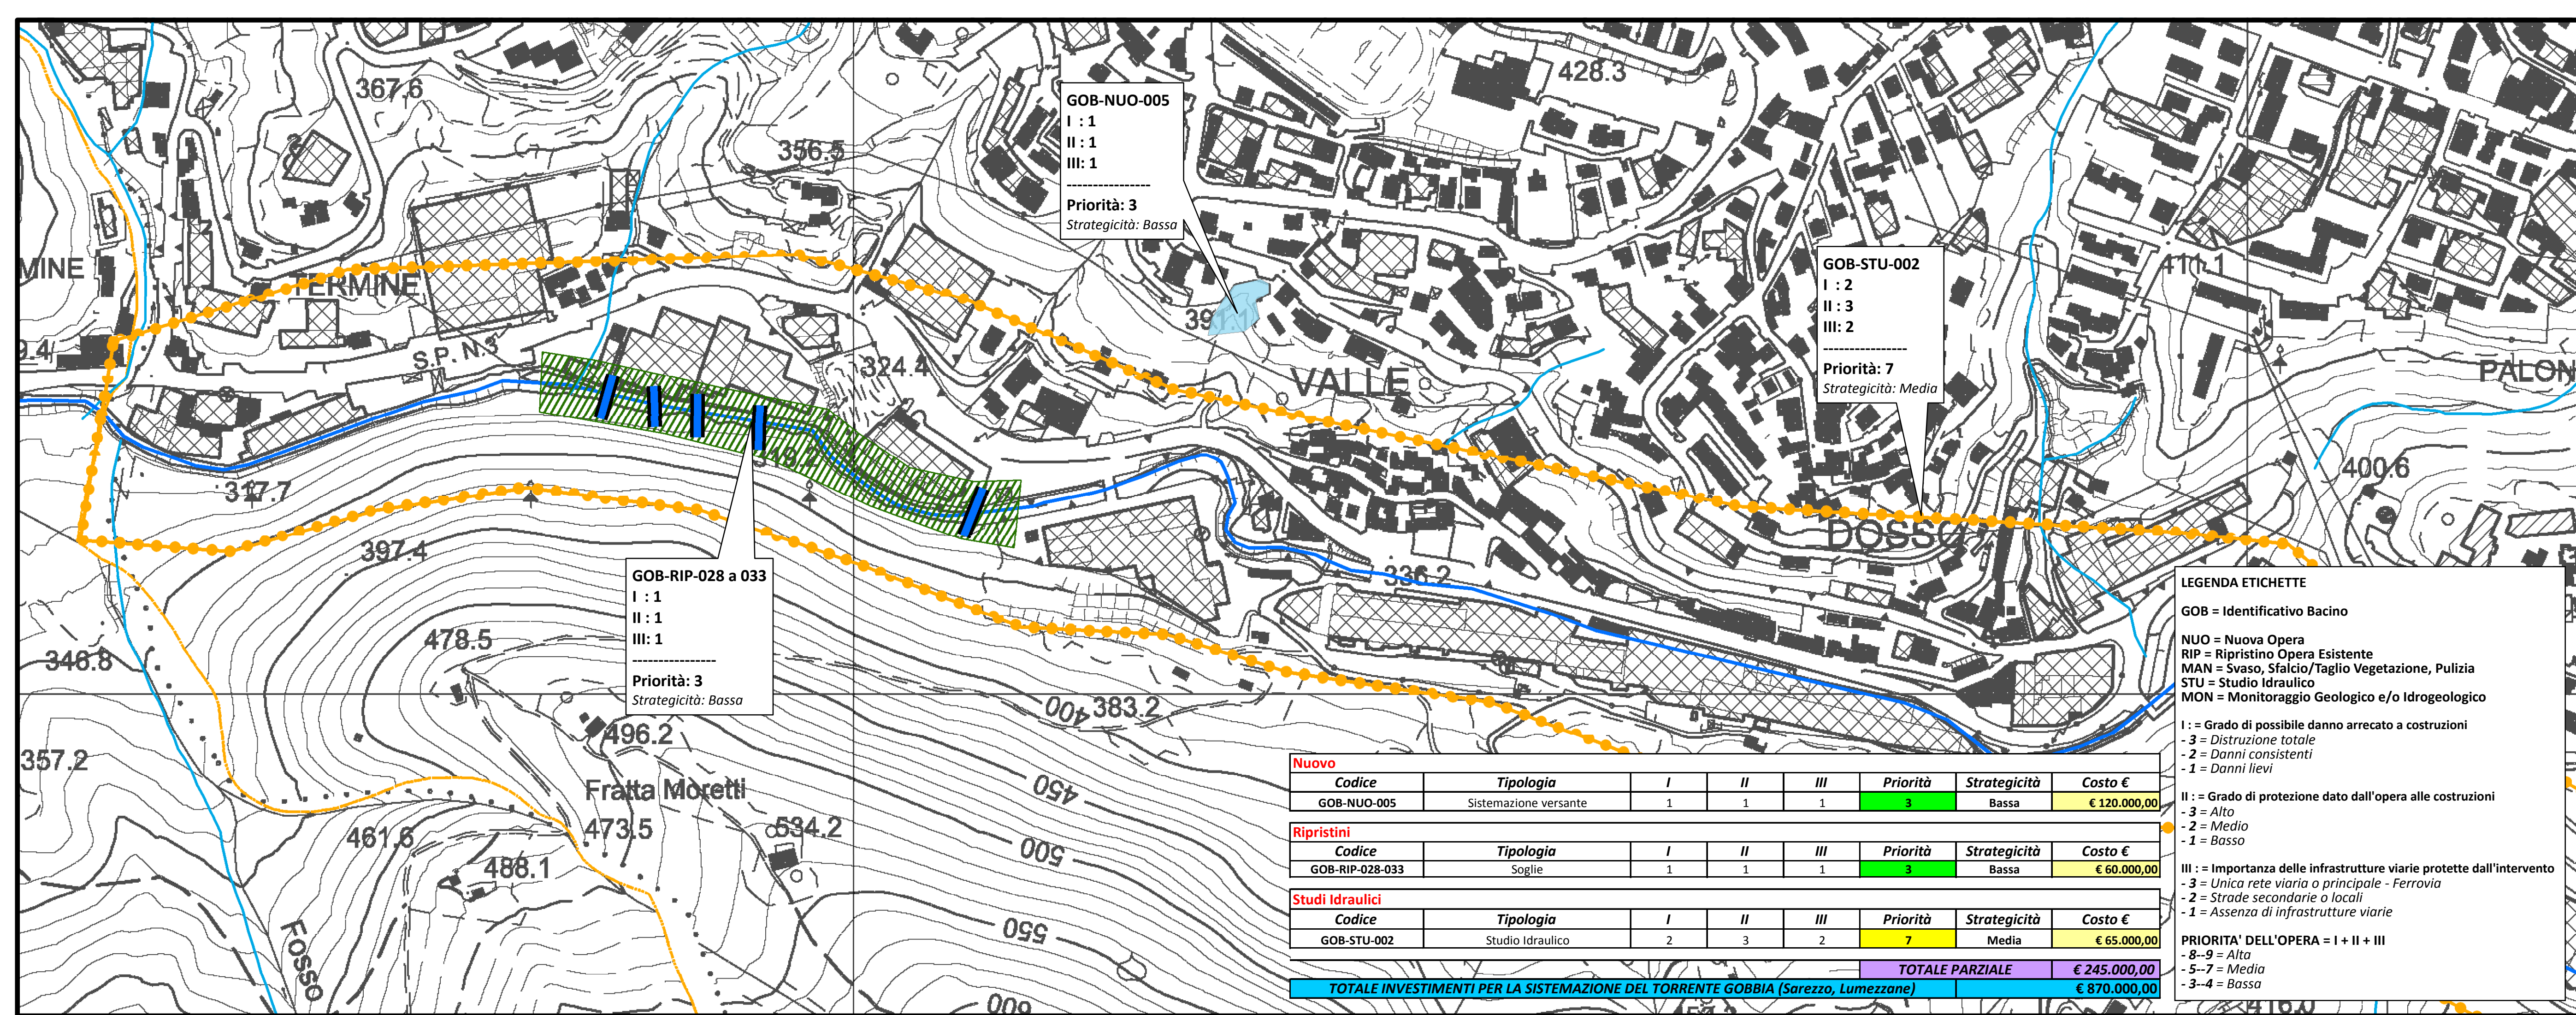 367.6
428.3
356.5
MINE
TERMINE
S.P. N.3
9.4
324.4
VALLE
411.1
PALON
400.6
DOSSO
317.7
397.4
336.2
478.5
346.8
383.2
400
496.2
357.2
Fratta Moretti
450
461.6
473.5
534.2
488.1
500
550
Fosso
600
416.0
GOB-NUO-005
I : 1
II : 1
III: 1
-----------------
Priorità: 3
Strategicità: Bassa
GOB-STU-002
I : 2
II : 3
III: 2
-----------------
Priorità: 7
Strategicità: Media
GOB-RIP-028 a 033
I : 1
II : 1
III: 1
-----------------
Priorità: 3
Strategicità: Bassa
Nuovo
Codice Tipologia I II III Priorità Strategicità Costo €
GOB-NUO-005 Sistemazione versante 1 1 1 3 Bassa € 120.000,00
Ripristini
Codice Tipologia I II III Priorità Strategicità Costo €
GOB-RIP-028-033 Soglie 1 1 1 3 Bassa € 60.000,00
Studi Idraulici
Codice Tipologia I II III Priorità Strategicità Costo €
GOB-STU-002 Studio Idraulico 2 3 2 7 Media € 65.000,00
TOTALE PARZIALE € 245.000,00
TOTALE INVESTIMENTI PER LA SISTEMAZIONE DEL TORRENTE GOBBIA (Sarezzo, Lumezzane) € 870.000,00
LEGENDA ETICHETTE
GOB = Identificativo Bacino
NUO = Nuova Opera
RIP = Ripristino Opera Esistente
MAN = Svaso, Sfalcio/Taglio Vegetazione, Pulizia
STU = Studio Idraulico
MON = Monitoraggio Geologico e/o Idrogeologico
I : = Grado di possibile danno arrecato a costruzioni
- 3 = Distruzione totale
- 2 = Danni consistenti
- 1 = Danni lievi
II : = Grado di protezione dato dall'opera alle costruzioni
- 3 = Alto
- 2 = Medio
- 1 = Basso
III : = Importanza delle infrastrutture viarie protette dall'intervento
- 3 = Unica rete viaria o principale - Ferrovia
- 2 = Strade secondarie o locali
- 1 = Assenza di infrastrutture viarie
PRIORITA' DELL'OPERA = I + II + III
- 8--9 = Alta
- 5--7 = Media
- 3--4 = Bassa